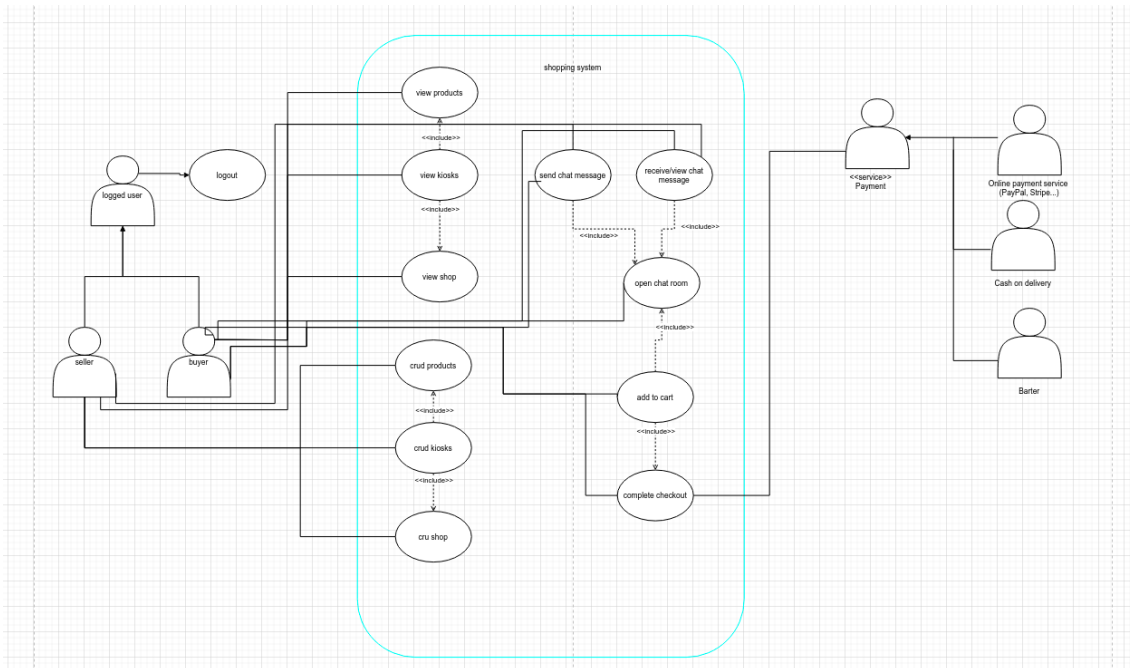 shopping system
view products
<<include>>
view kiosks
<<include>>
view shop
send chat message
receive/view chat
message
<<include>>
<<include>>
open chat room
<<include>>
add to cart
<<include>>
complete checkout
crud products
<<include>>
crud kiosks
<<include>>
cru shop
logged user
logout
seller
buyer
<<service>>
Payment
Online payment service
(PayPal, Stripe...)
Cash on delivery
Barter